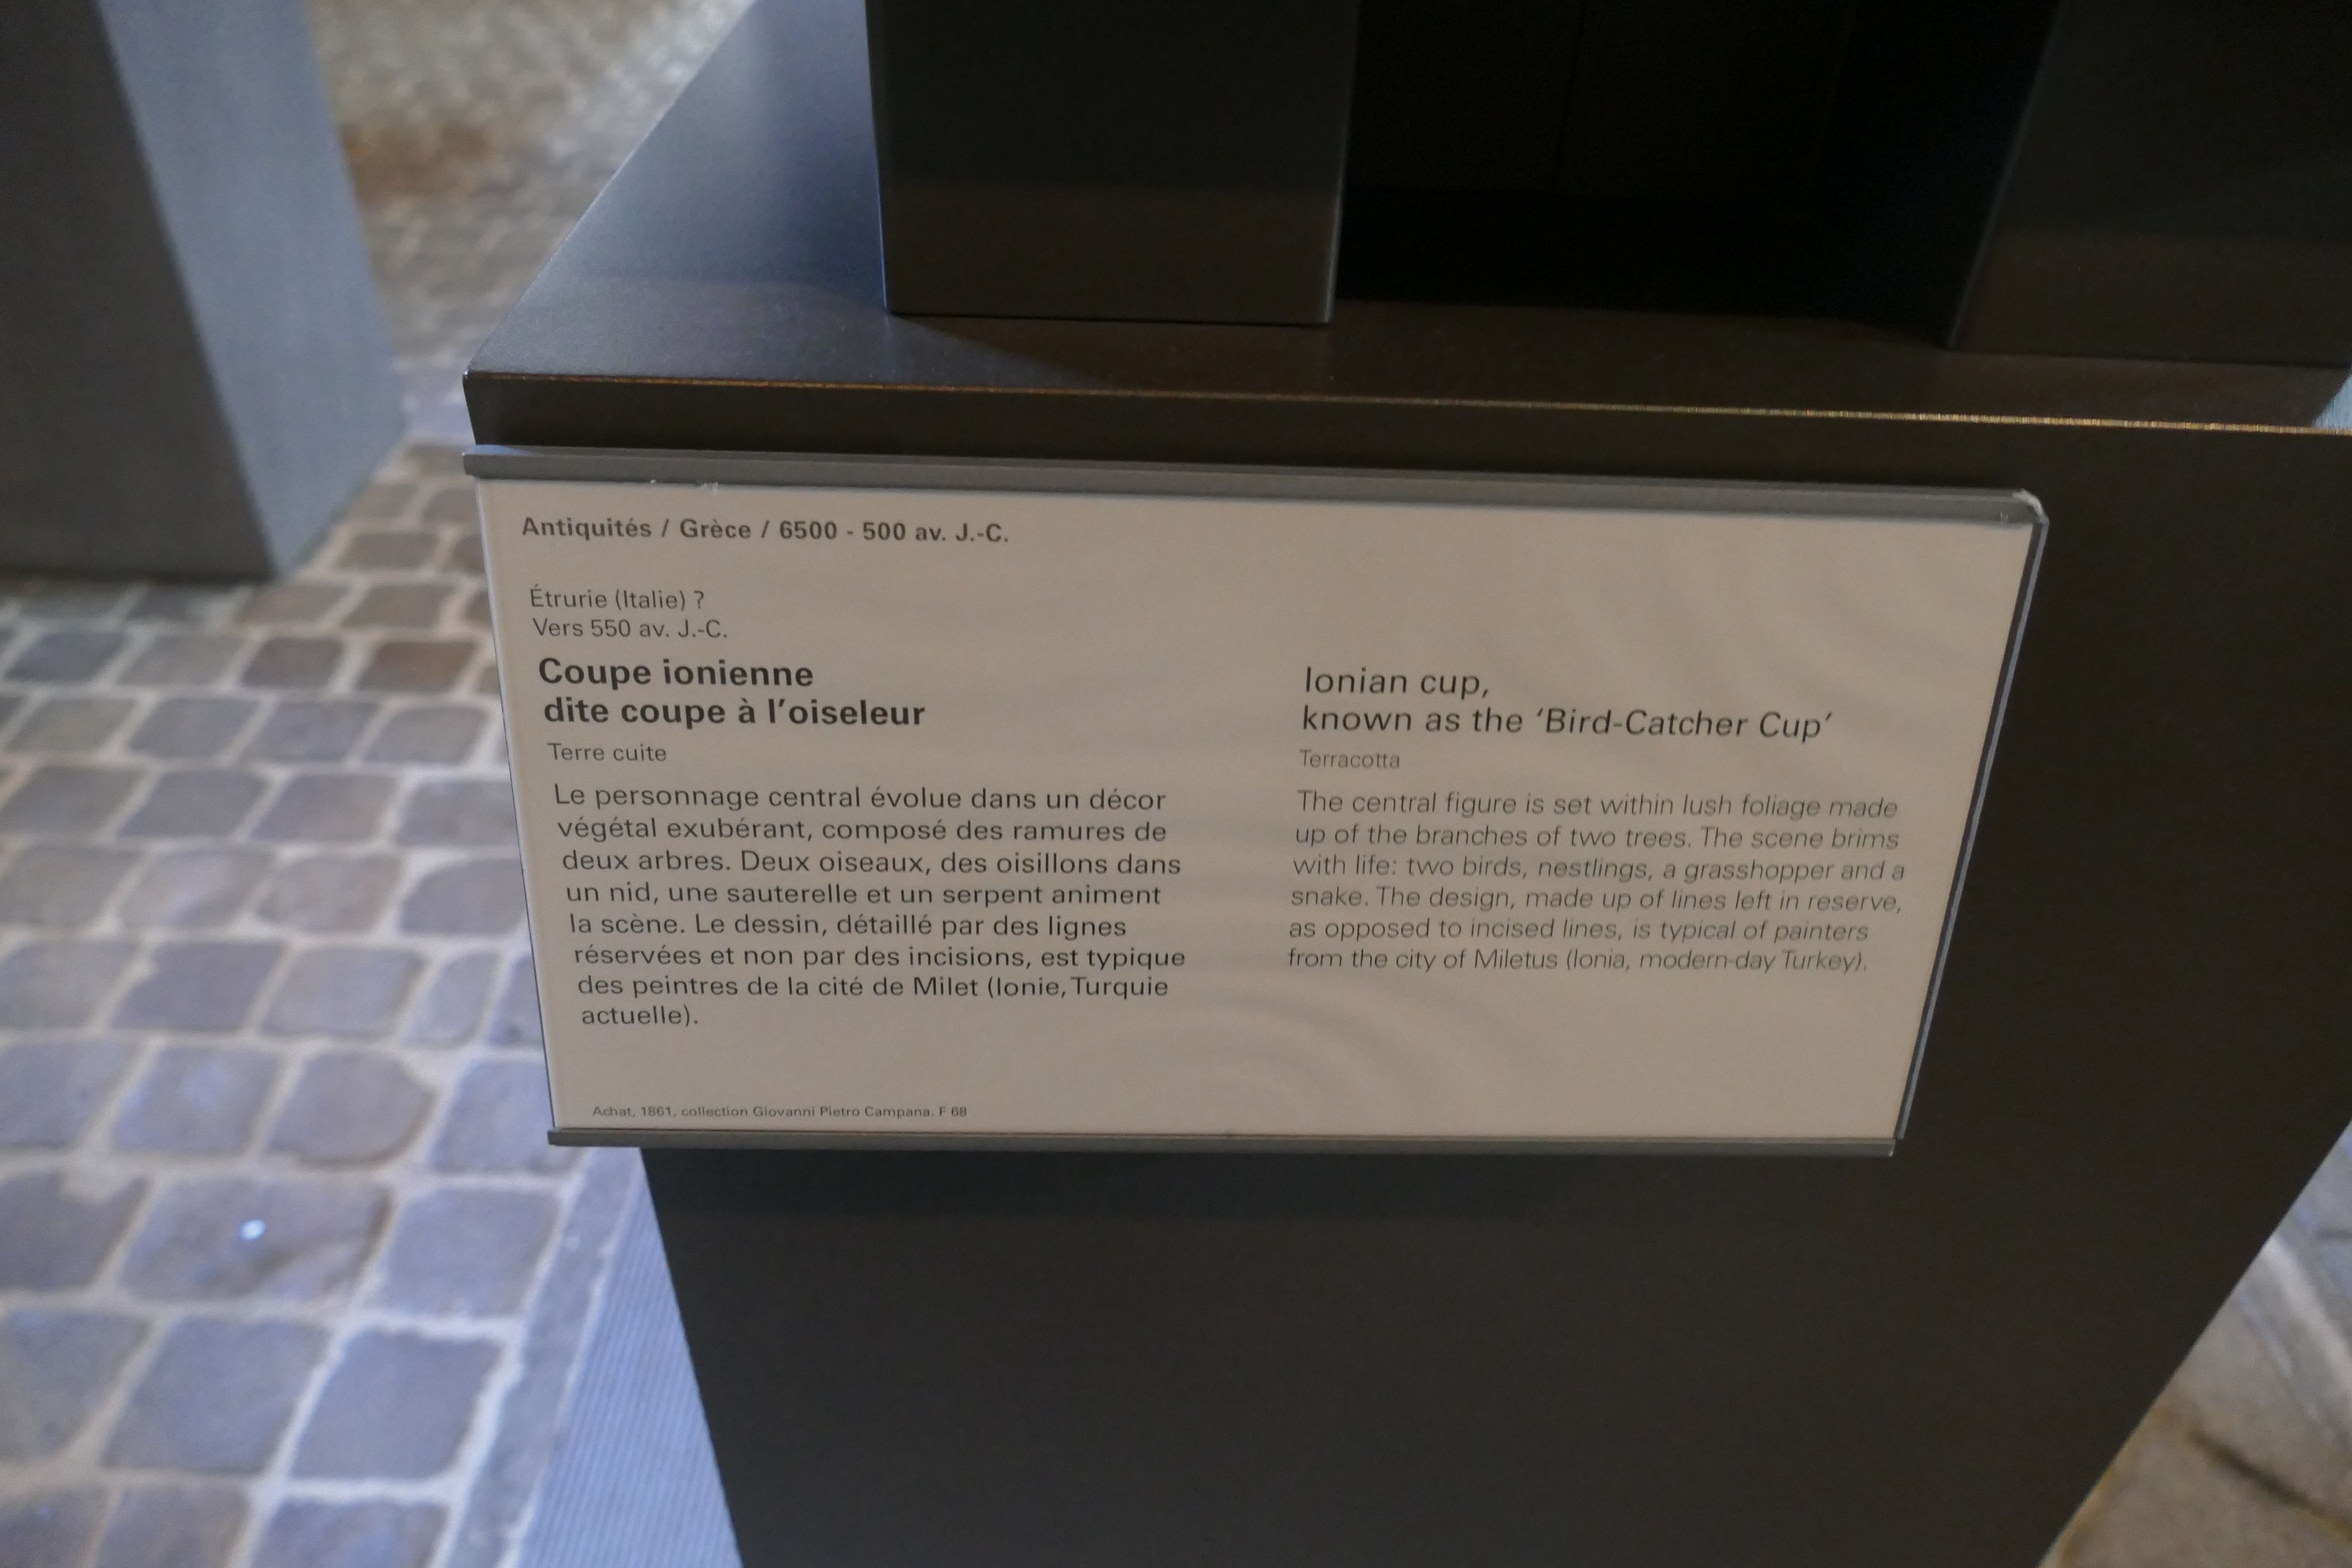 Antiquités / Grèce / 6500 - 500 av. J.-C.
Étrurie (Italie) ?
Vers 550 av. J.-C.
Coupe ionienne
dite coupe à l'oiseleur
Terre cuite
Le personnage central évolue dans un décor
végétal exubérant, composé des ramures de
deux arbres. Deux oiseaux, des oisillons dans
un nid, une sauterelle et un serpent animent
la scène. Le dessin, détaillé par des lignes
réservées et non par des incisions, est typique
des peintres de la cité de Milet (Ionie, Turquie
actuelle).
Achat, 1861, collection Giovanni Pietro Campana. F 68
Ionian cup,
known as the 'Bird-Catcher Cup'
Terracotta
The central figure is set within lush foliage made
up of the branches of two trees. The scene brims
with life: two birds, nestlings, a grasshopper and a
snake. The design, made up of lines left in reserve,
as opposed to incised lines, is typical of painters
from the city of Miletus (Ionia, modern-day Turkey).